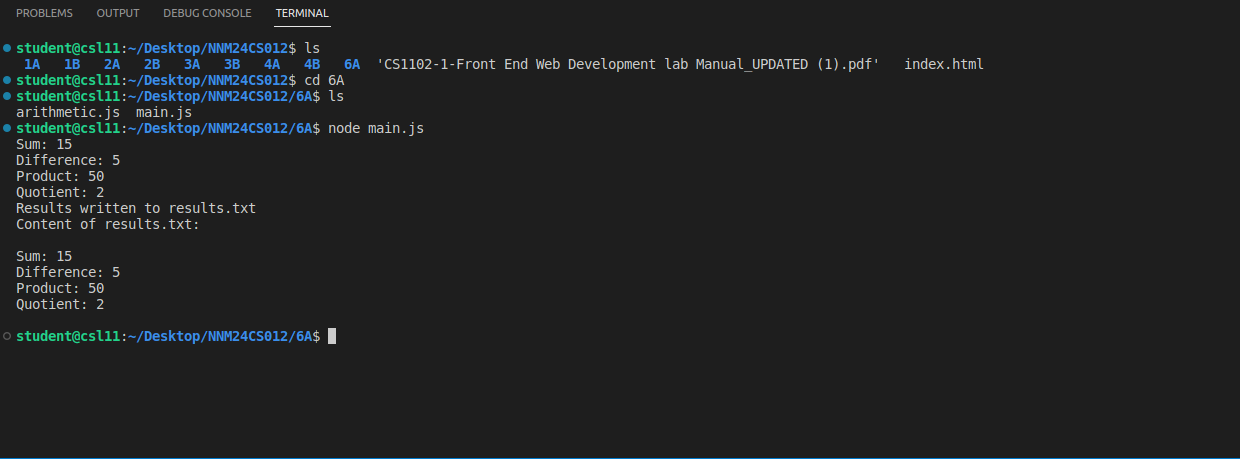 PROBLEMS OUTPUT DEBUG CONSOLE TERMINAL
student@csl11:~/Desktop/NNM24CS012$ ls
1A 1B 2A 2B 3A 3B 4A 4B 6A 'CS1102-1-Front End Web Development lab Manual_UPDATED (1).pdf' index.html
student@csl11:~/Desktop/NNM24CS012$ cd 6A
student@csl11:~/Desktop/NNM24CS012/6A$ ls
arithmetic.js main.js
student@csl11:~/Desktop/NNM24CS012/6A$ node main.js
Sum: 15
Difference: 5
Product: 50
Quotient: 2
Results written to results.txt
Content of results.txt:
Sum: 15
Difference: 5
Product: 50
Quotient: 2
student@csl11:~/Desktop/NNM24CS012/6A$